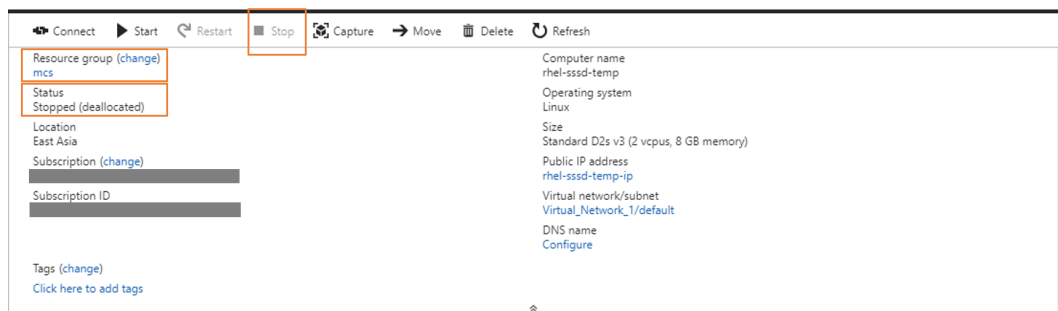 Connect Start Restart Stop Capture Move Delete Refresh
Resource group (change)
mcs
Status
Stopped (deallocated)
Location
East Asia
Subscription (change)
Subscription ID
Tags (change)
Click here to add tags
Computer name
rhel-sssd-temp
Operating system
Linux
Size
Standard D2s v3 (2 vcpus, 8 GB memory)
Public IP address
rhel-sssd-temp-ip
Virtual network/subnet
Virtual_Network_1/default
DNS name
Configure